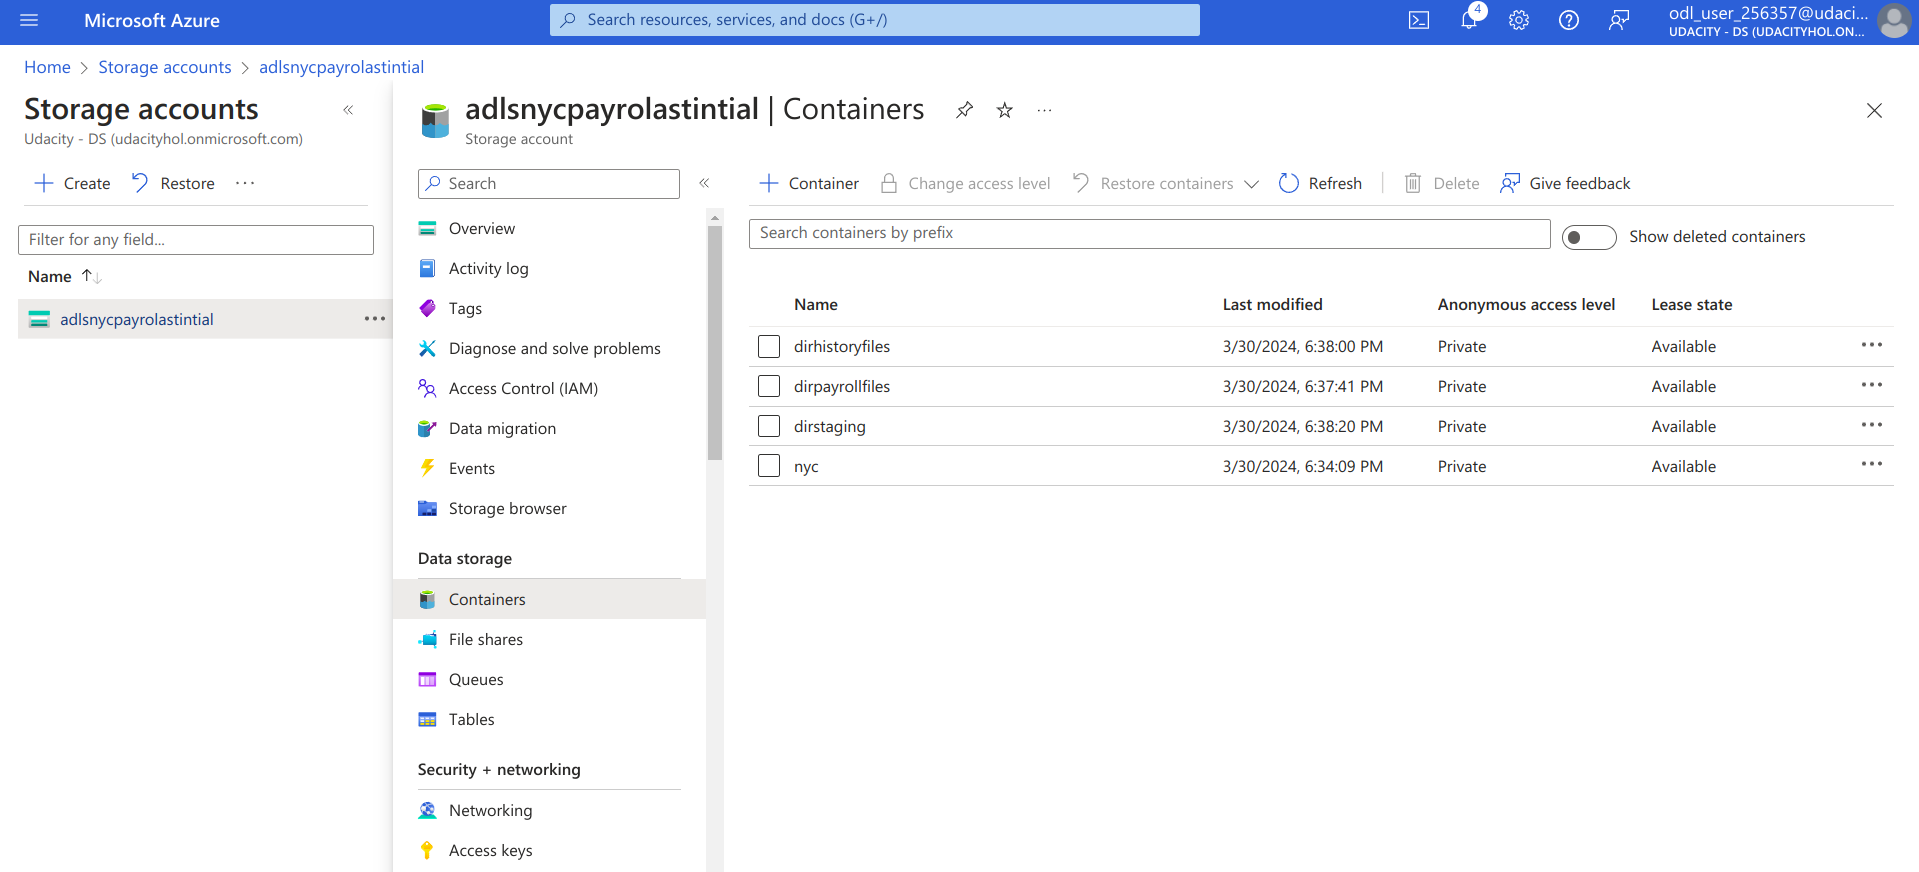 Microsoft Azure
Search resources, services, and docs (G+/)
4
odl_user_256357@udaci...
UDACITY - DS (UDACITYHOL.ON...
Home > Storage accounts > adlsnycpayrolastintial
Storage accounts
Udacity - DS (udacityhol.onmicrosoft.com)
Create Restore ...
Filter for any field...
Name
adlsnycpayrolastintial ...
adlsnycpayrolastintial | Containers ...
Storage account
Search
Overview
Activity log
Tags
Diagnose and solve problems
Access Control (IAM)
Data migration
Events
Storage browser
Data storage
Containers
File shares
Queues
Tables
Security + networking
Networking
Access keys
Container Change access level Restore containers Refresh Delete Give feedback
Search containers by prefix
Show deleted containers
Name Last modified Anonymous access level Lease state
dirhistoryfiles 3/30/2024, 6:38:00 PM Private Available ...
dirpayrollfiles 3/30/2024, 6:37:41 PM Private Available ...
dirstaging 3/30/2024, 6:38:20 PM Private Available ...
nyc 3/30/2024, 6:34:09 PM Private Available ...